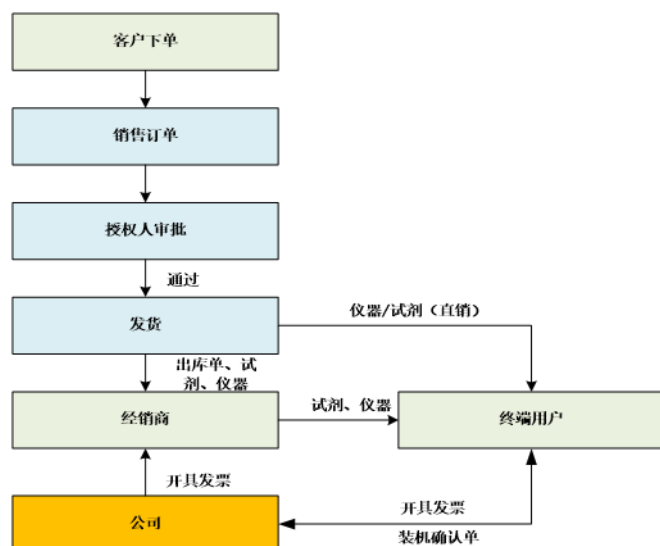 客户下单
销售订单
授权人审批
通过
发货
仪器/试剂（直销）
出库单、试
剂、仪器
经销商
试剂、仪器
终端用户
开具发票
公司
开具发票
装机确认单